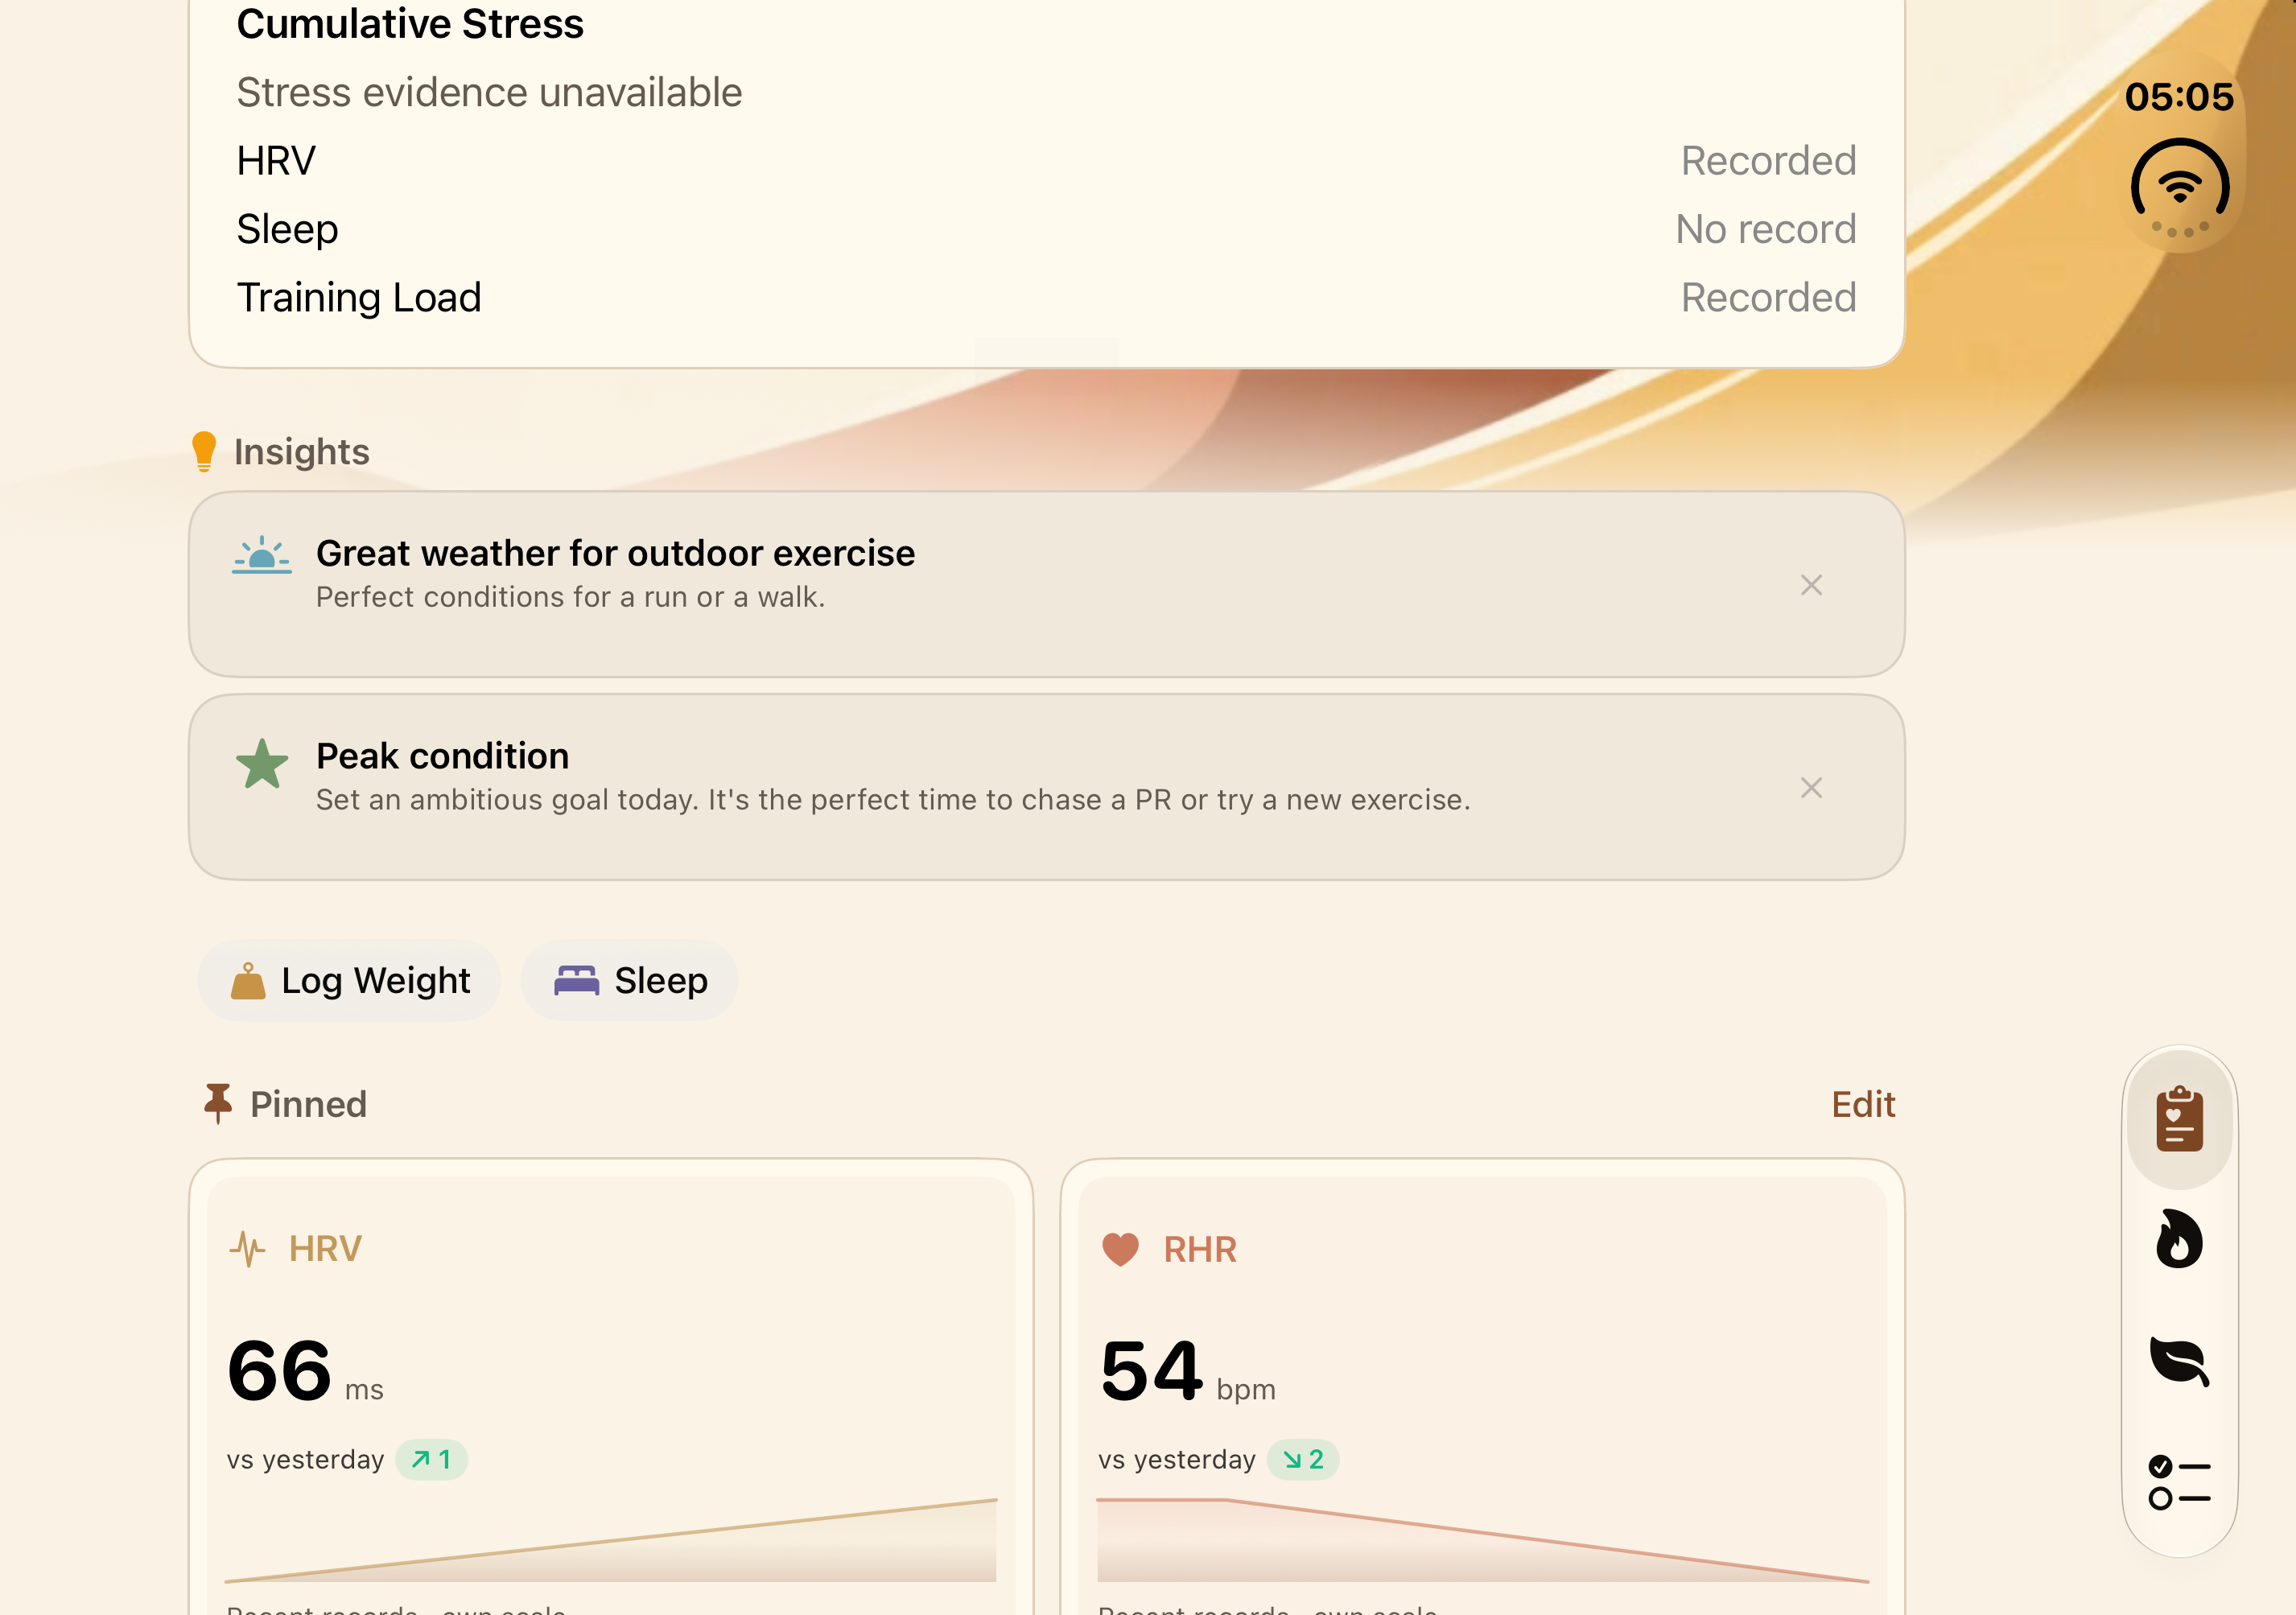 Cumulative Stress
Stress evidence unavailable
05:05
HRV Recorded
Sleep No record
Training Load Recorded
Insights
Great weather for outdoor exercise
Perfect conditions for a run or a walk.
Peak condition
Set an ambitious goal today. It's the perfect time to chase a PR or try a new exercise.
Log Weight Sleep
Pinned Edit
HRV
66 ms
vs yesterday 1
RHR
54 bpm
vs yesterday 2